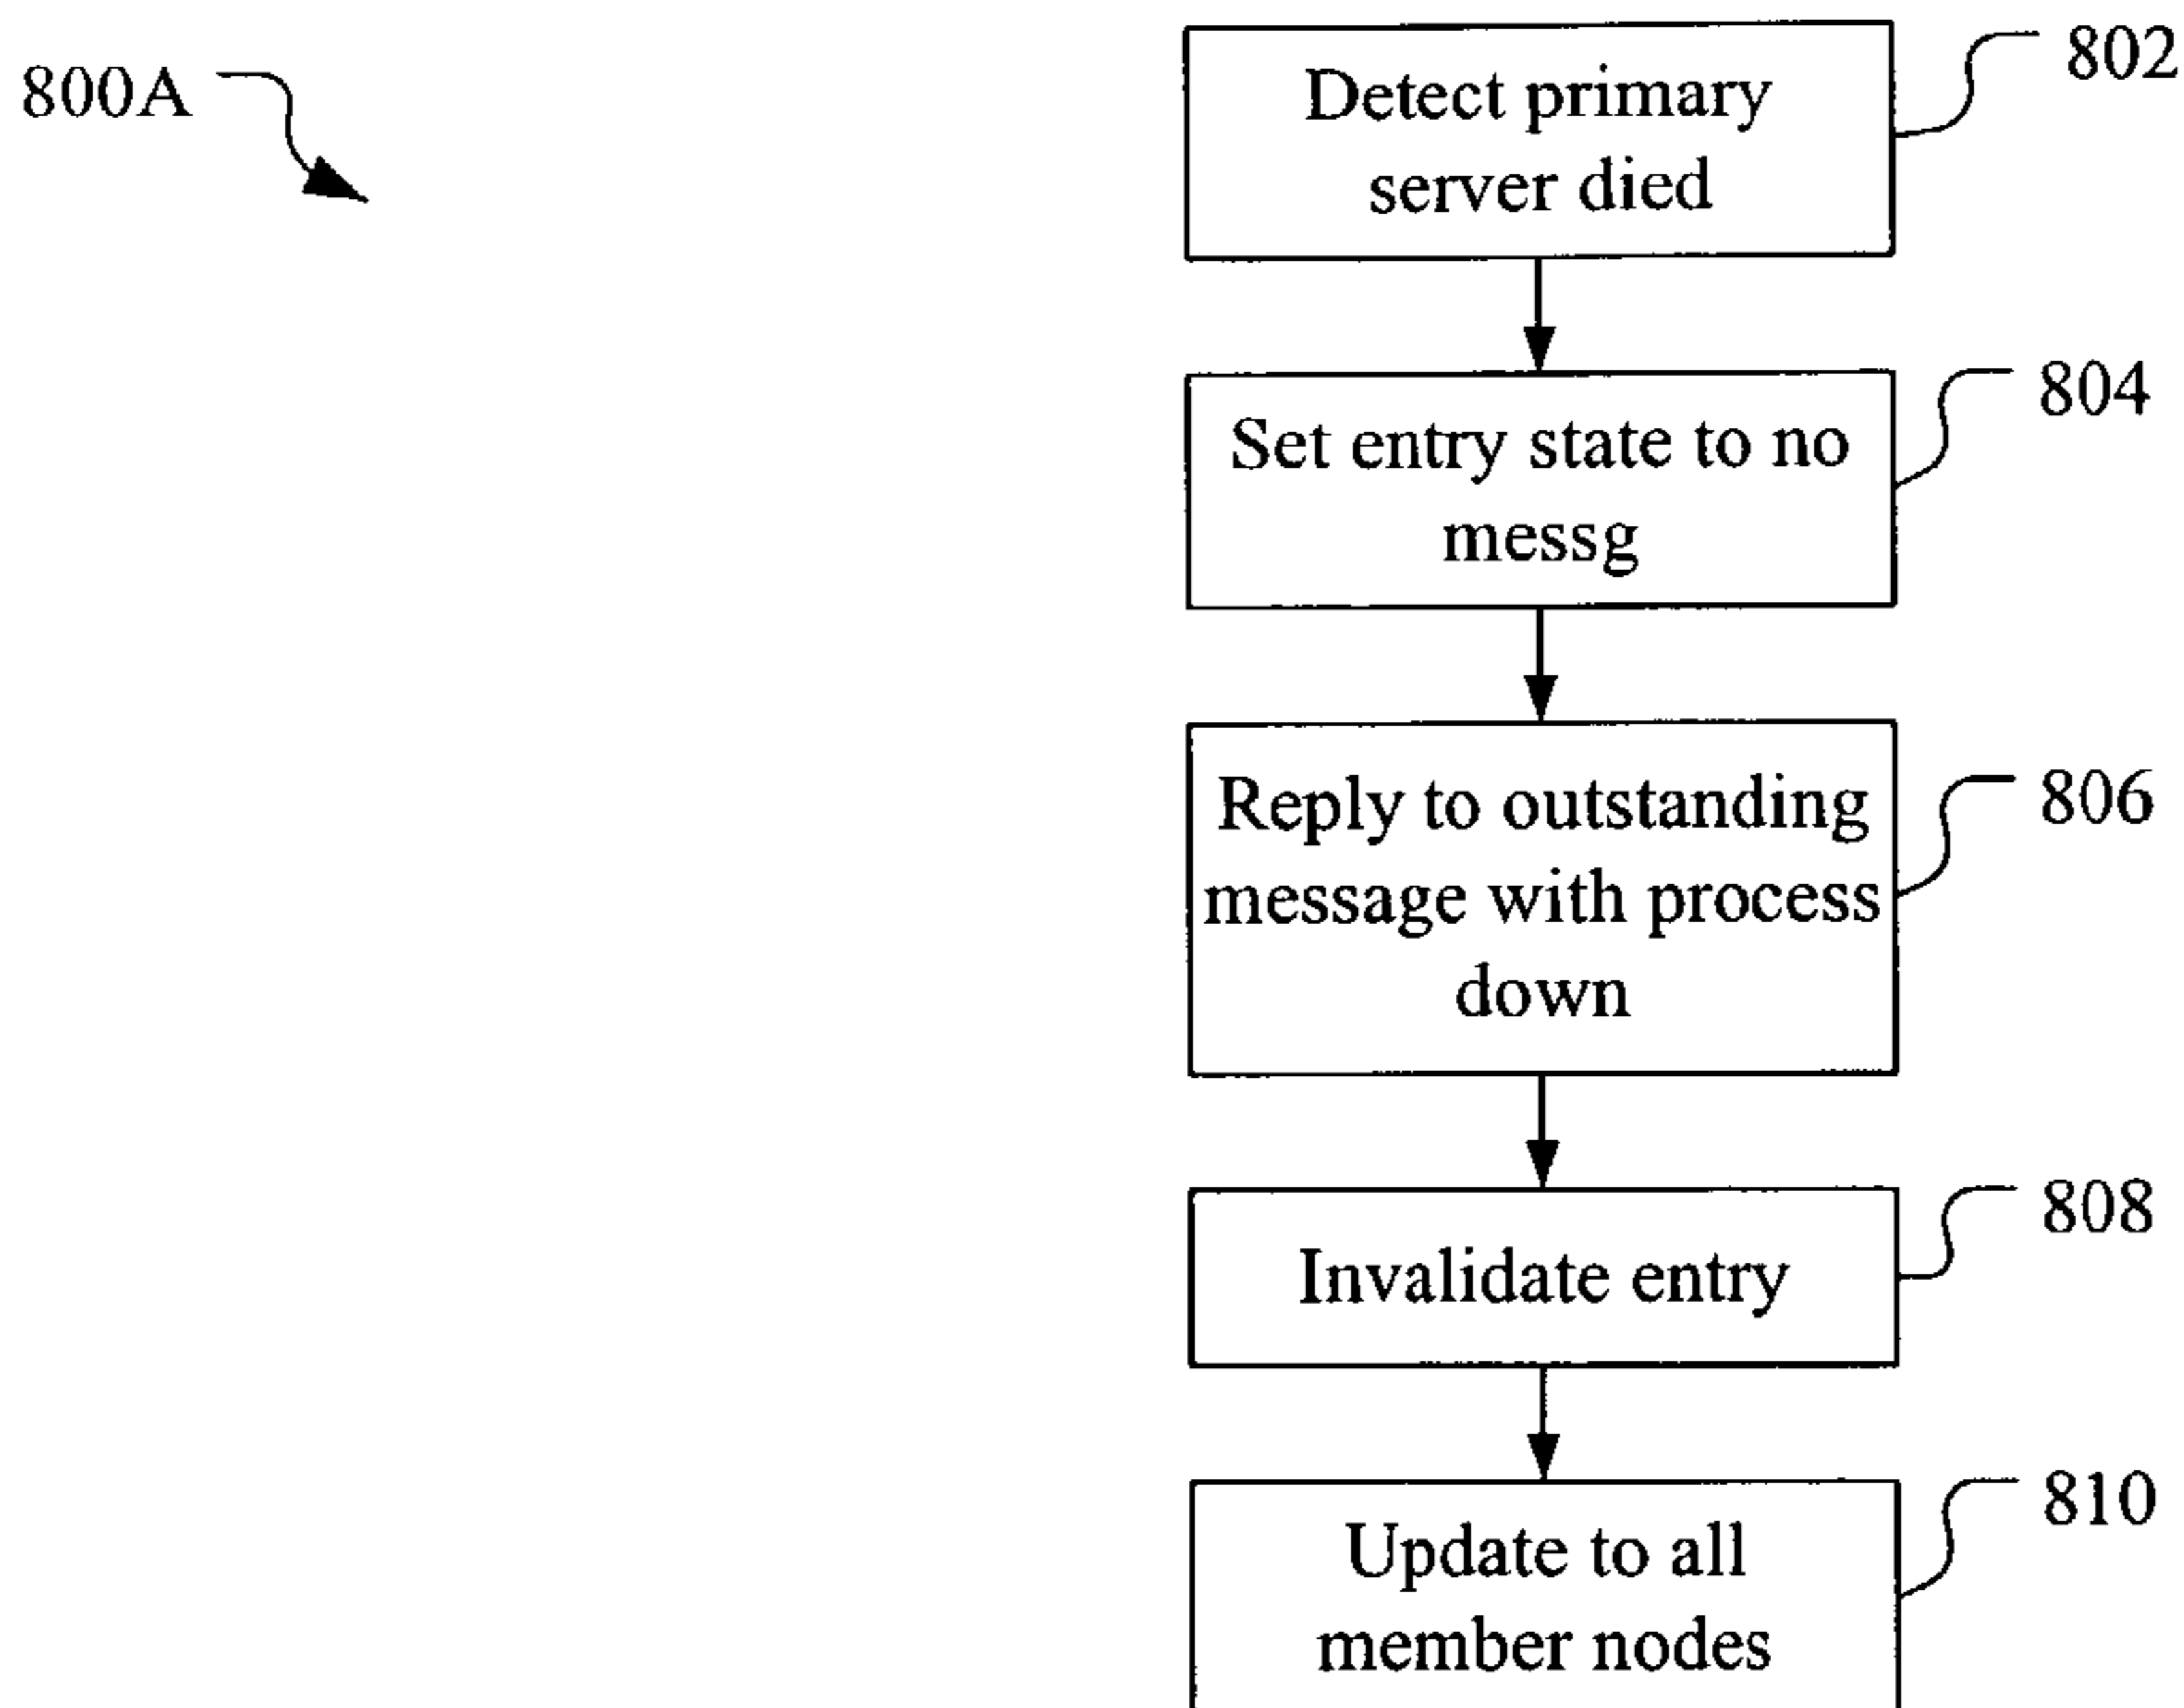 800A
Detect primary
server died
802
Set entry state to no
messg
804
Reply to outstanding
message with process
down
806
Invalidate entry
808
Update to all
member nodes
810